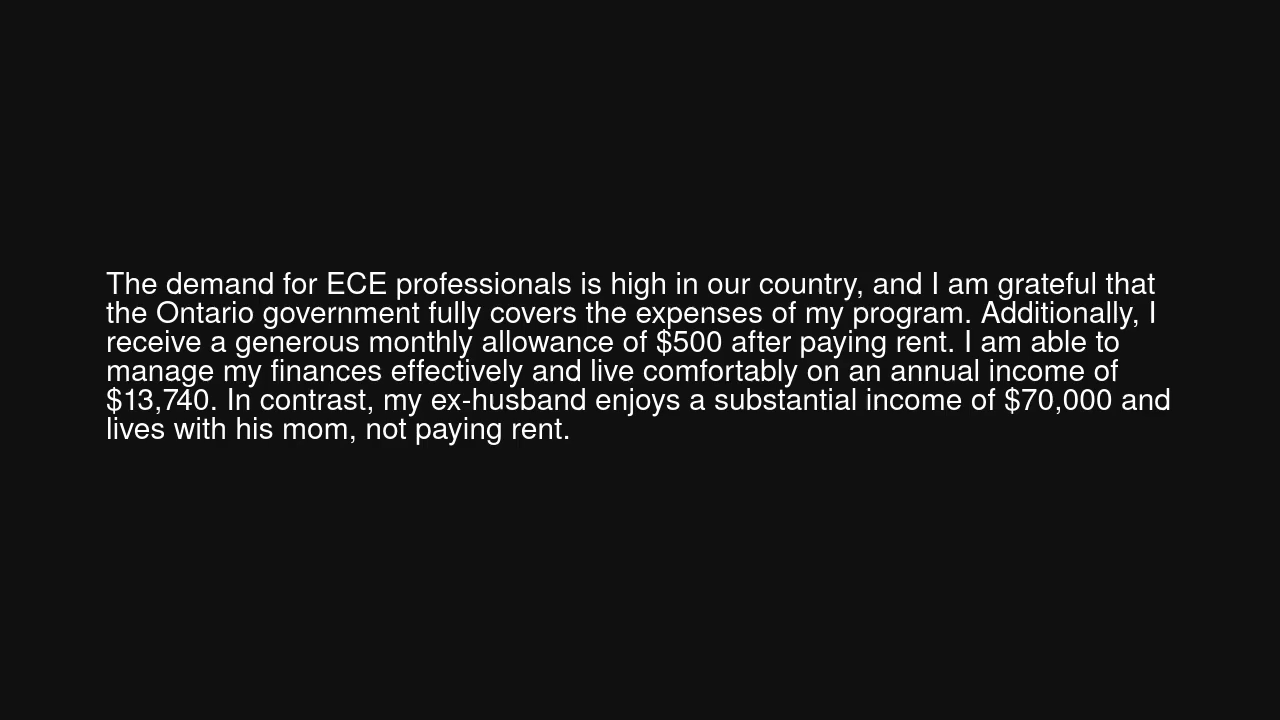 The demand for ECE professionals is high in our country, and I am grateful that
the Ontario government fully covers the expenses of my program. Additionally, I
receive a generous monthly allowance of $500 after paying rent. I am able to
manage my finances effectively and live comfortably on an annual income of
$13,740. In contrast, my ex-husband enjoys a substantial income of $70,000 and
lives with his mom, not paying rent.